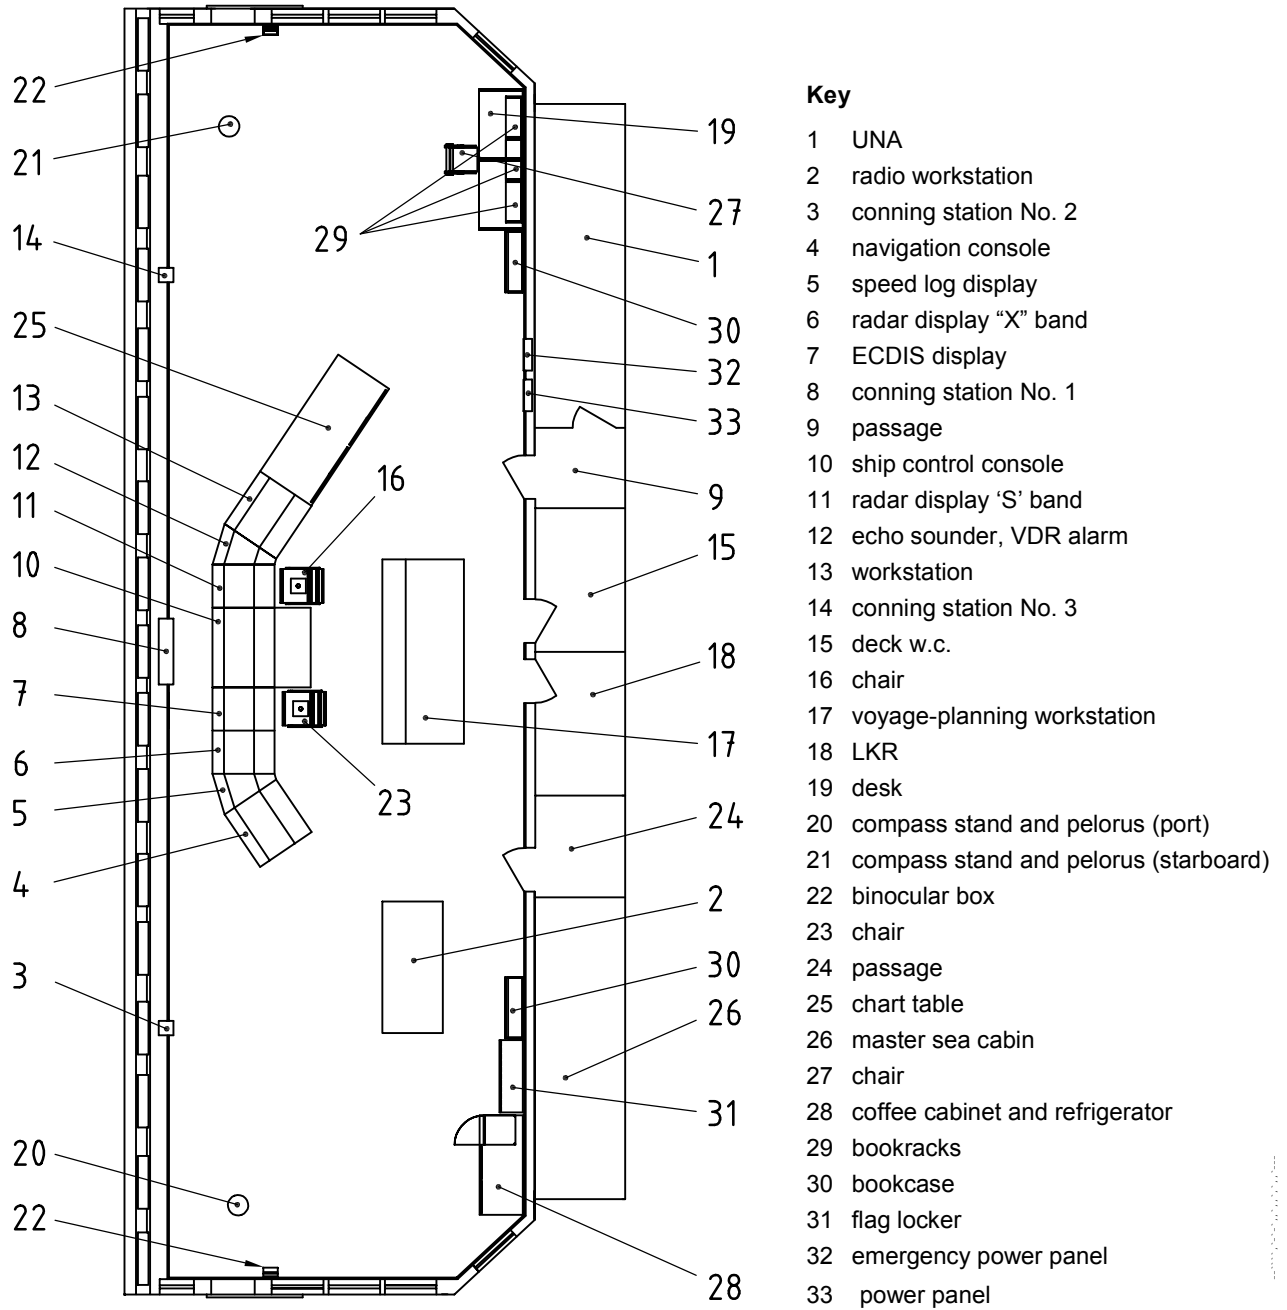 22
21
14
25
13
12
11
10
8
7
6
5
4
3
20
22
29
16
23
19
27
1
30
32
33
9
15
18
17
24
2
30
26
31
28
Key
1 UNA
2 radio workstation
3 conning station No. 2
4 navigation console
5 speed log display
6 radar display “X” band
7 ECDIS display
8 conning station No. 1
9 passage
10 ship control console
11 radar display ‘S’ band
12 echo sounder, VDR alarm
13 workstation
14 conning station No. 3
15 deck w.c.
16 chair
17 voyage-planning workstation
18 LKR
19 desk
20 compass stand and pelorus (port)
21 compass stand and pelorus (starboard)
22 binocular box
23 chair
24 passage
25 chart table
26 master sea cabin
27 chair
28 coffee cabinet and refrigerator
29 bookracks
30 bookcase
31 flag locker
32 emergency power panel
33 power panel